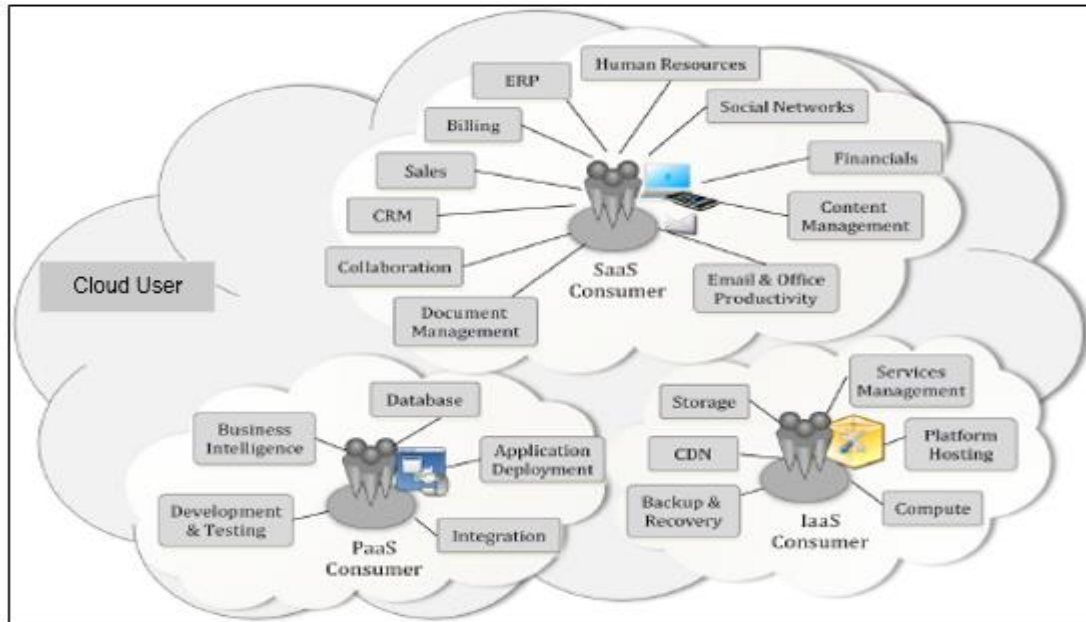 Human Resources
ERP
Social Networks
Billing
Financials
Sales
Content
Management
CRM
Collaboration
SaaS
Consumer
Email & Office
Productivity
Document
Management
Cloud User
Database
Business
Intelligence
Application
Deployment
Development
& Testing
Integration
PaaS
Consumer
Services
Management
Storage
Platform
Hosting
CDN
Backup &
Recovery
Compute
IaaS
Consumer